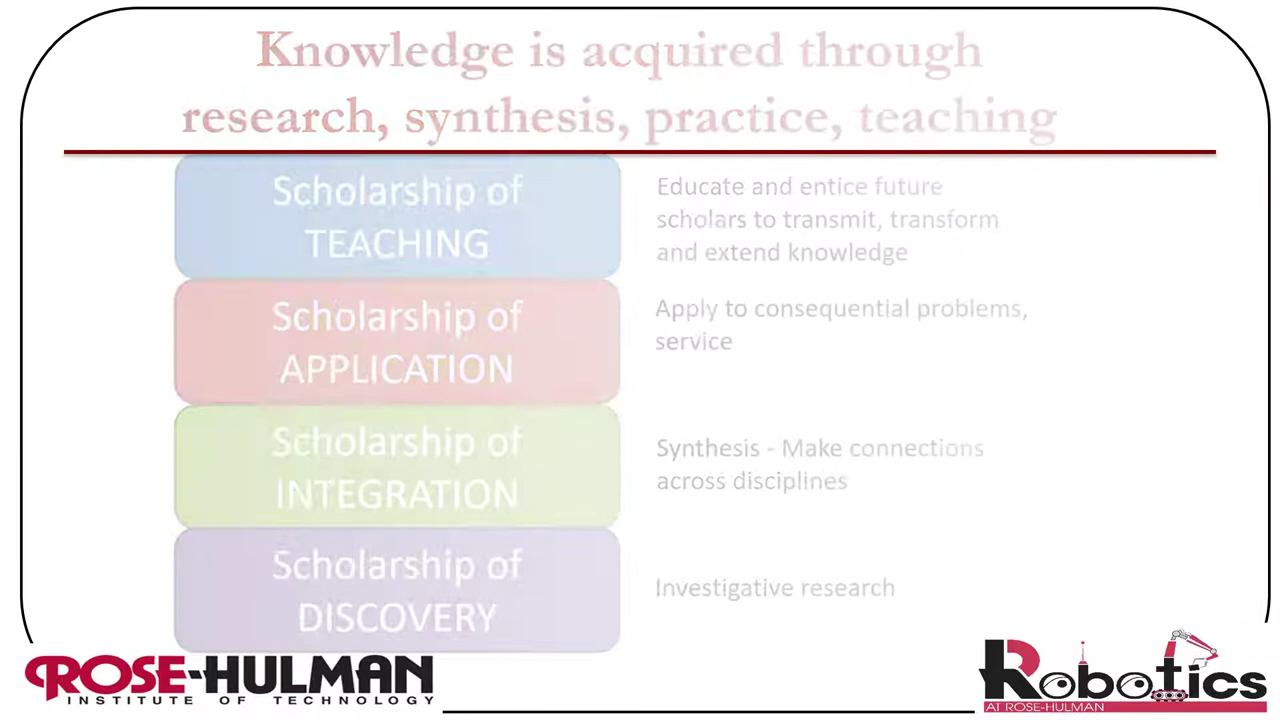 Knowledge is acquired through
research, synthesis, practice, teaching
Scholarship of
TEACHING
Educate and entice future
scholars to transmit, transform
and extend knowledge
Scholarship of
APPLICATION
Apply to consequential problems,
service
Scholarship of
INTEGRATION
Synthesis - Make connections
across disciplines
Scholarship of
DISCOVERY
Investigative research
ROSE-HULMAN
INSTITUTE OF TECHNOLOGY
Robotics
AT ROSE-HULMAN